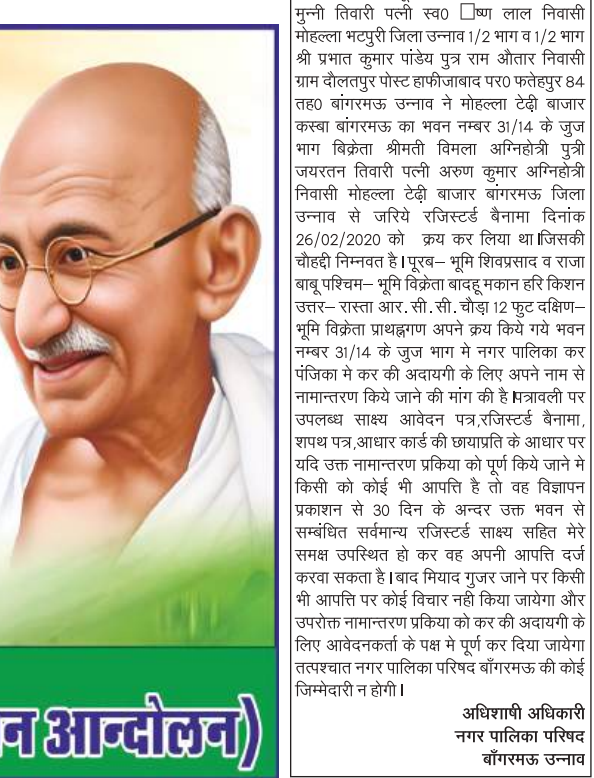 मुन्नी तिवारी पत्नी स्व0 □ष्ण लाल निवासी
मोहल्ला भटपुरी जिला उन्नाव 1/2 भाग व 1/2 भाग
श्री प्रभात कुमार पांडेय पुत्र राम औतार निवासी
ग्राम दौलतपुर पोस्ट हाफीजाबाद पर0 फतेहपुर 84
तह0 बांगरमऊ उन्नाव ने मोहल्ला टेढ़ी बाजार
कस्बा बांगरमऊ का भवन नम्बर 31/14 के जुज
भाग बिक्रेता श्रीमती विमला अग्निहोत्री पुत्री
जयरतन तिवारी पत्नी अरुण कुमार अग्निहोत्री
निवासी मोहल्ला टेढ़ी बाजार बांगरमऊ जिला
उन्नाव से जरिये रजिस्टर्ड बैनामा दिनांक
26/02/2020 को क्रय कर लिया था।जिसकी
चौहद्दी निम्नवत है।पूरब– भूमि शिवप्रसाद व राजा
बाबू पश्चिम– भूमि विक्रेता बादहू मकान हरि किशन
उत्तर– रास्ता आर.सी.सी.चौड़ा 12 फुट दक्षिण–
भूमि विक्रेता प्राथह्नगण अपने क्रय किये गये भवन
नम्बर 31/14 के जुज भाग मे नगर पालिका कर
पंजिका मे कर की अदायगी के लिए अपने नाम से
नामान्तरण किये जाने की मांग की है।पत्रावली पर
उपलब्ध साक्ष्य आवेदन पत्र,रजिस्टर्ड बैनामा,
शपथ पत्र,आधार कार्ड की छायाप्रति के आधार पर
यदि उक्त नामान्तरण प्रकिया को पूर्ण किये जाने मे
किसी को कोई भी आपत्ति है तो वह विज्ञापन
प्रकाशन से 30 दिन के अन्दर उक्त भवन से
सम्बंधित सर्वमान्य रजिस्टर्ड साक्ष्य सहित मेरे
समक्ष उपस्थित हो कर वह अपनी आपत्ति दर्ज
करवा सकता है।बाद मियाद गुजर जाने पर किसी
भी आपत्ति पर कोई विचार नही किया जायेगा और
उपरोक्त नामान्तरण प्रकिया को कर की अदायगी के
लिए आवेदनकर्ता के पक्ष मे पूर्ण कर दिया जायेगा
तत्पश्चात नगर पालिका परिषद बाँगरमऊ की कोई
जिम्मेदारी न होगी।
अधिशाषी अधिकारी
नगर पालिका परिषद
बाँगरमऊ उन्नाव
न आन्दोलन)